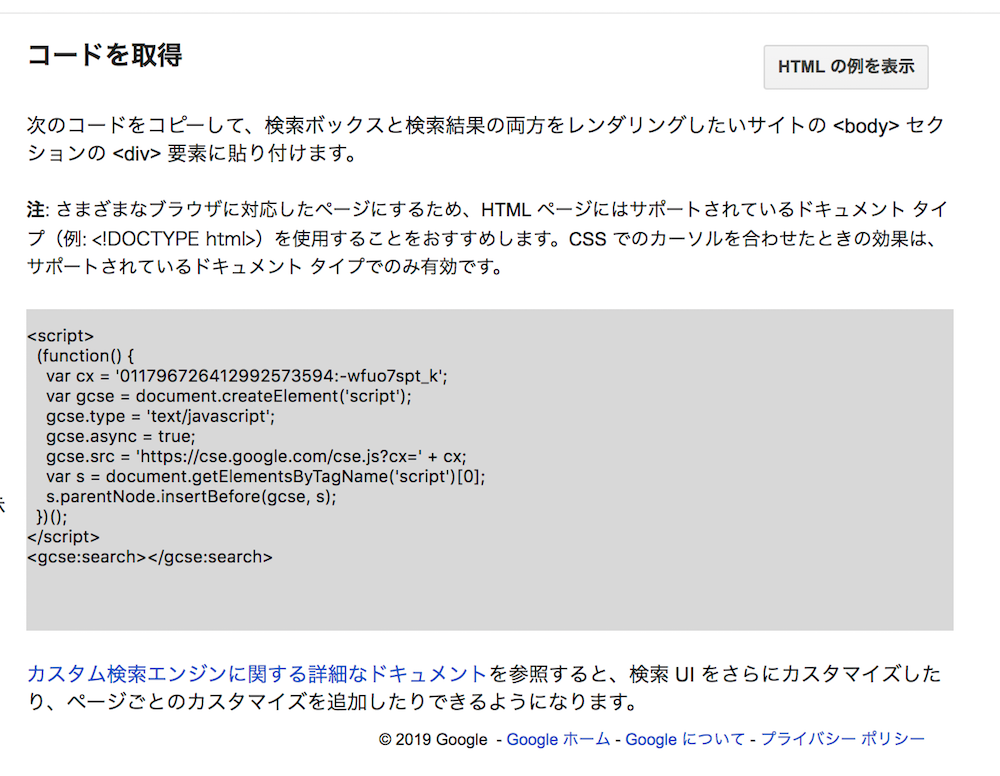 コードを取得
HTML の例を表示
次のコードをコピーして、検索ボックスと検索結果の両方をレンダリングしたいサイトの <body> セク
ションの <div> 要素に貼り付けます。
注: さまざまなブラウザに対応したページにするため、HTML ページにはサポートされているドキュメント タイ
プ（例: <!DOCTYPE html>）を使用することをおすすめします。CSS でのカーソルを合わせたときの効果は、
サポートされているドキュメント タイプでのみ有効です。
<script>
(function() {
var cx = '011796726412992573594:-wfuo7spt_k';
var gcse = document.createElement('script');
gcse.type = 'text/javascript';
gcse.async = true;
gcse.src = 'https://cse.google.com/cse.js?cx=' + cx;
var s = document.getElementsByTagName('script')[0];
s.parentNode.insertBefore(gcse, s);
})();
</script>
<gcse:search></gcse:search>
カスタム検索エンジンに関する詳細なドキュメントを参照すると、検索 UI をさらにカスタマイズした
り、ページごとのカスタマイズを追加したりできるようになります。
© 2019 Google - Google ホーム - Google について - プライバシー ポリシー